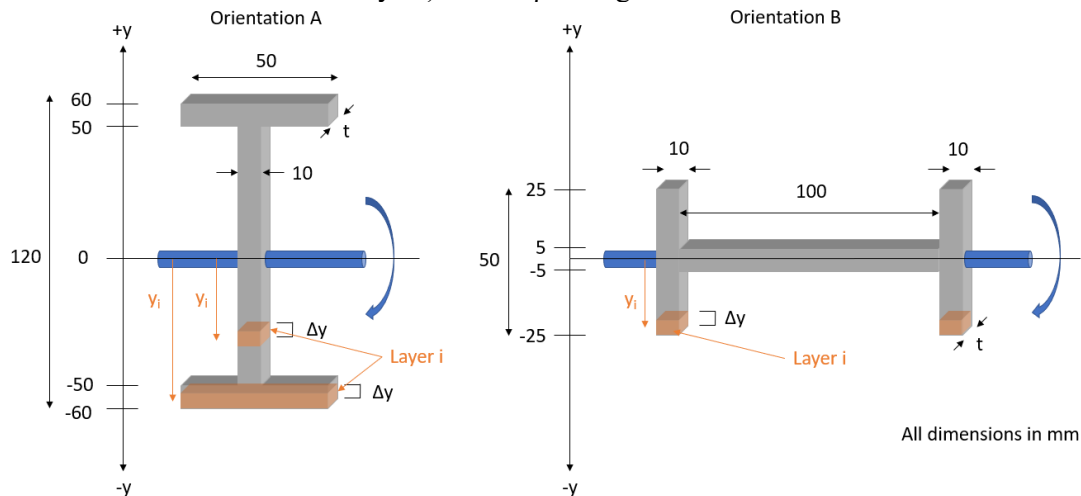 Orientation A
+y
50
60
50
t
10
120
0
yi
yi
Δy
Layer i
-50
-60
Δy
-y
Orientation B
+y
10
10
25
100
50
5
-5
yi
Δy
-25
Layer i
t
All dimensions in mm
-y